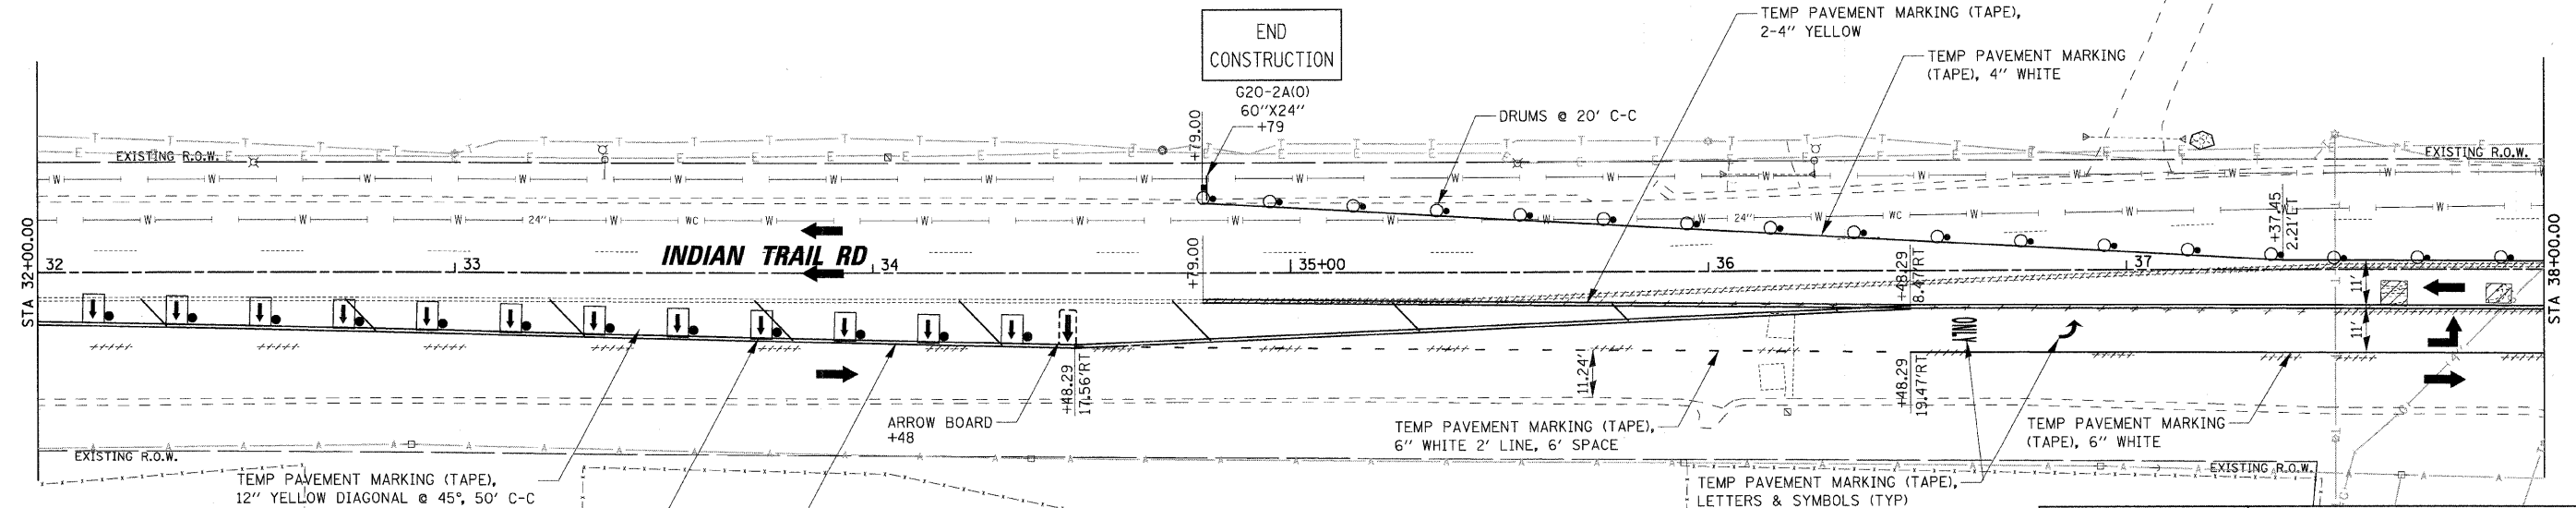 END
CONSTRUCTION
G20-2A(O)
60"X24"
+79
TEMP PAVEMENT MARKING (TAPE),
2-4" YELLOW
TEMP PAVEMENT MARKING
(TAPE), 4" WHITE
DRUMS @ 20' C-C
+79.00
EXISTING R.O.W.
EXISTING R.O.W.
24"
WC
24"
WC
+37.45
2.21'LT
STA 32+00.00
STA 38+00.00
INDIAN TRAIL RD
32
33
34
35+00
36
37
+79.00
+48.29
8.47'RT
11'
11'
ONLY
+48.29
17.56'RT
11.24'
+48.29
19.47'RT
ARROW BOARD
+48
TEMP PAVEMENT MARKING (TAPE),
6" WHITE 2' LINE, 6' SPACE
TEMP PAVEMENT MARKING
(TAPE), 6" WHITE
EXISTING R.O.W.
EXISTING R.O.W.
TEMP PAVEMENT MARKING (TAPE),
12" YELLOW DIAGONAL @ 45°, 50' C-C
TEMP PAVEMENT MARKING (TAPE),
LETTERS & SYMBOLS (TYP)